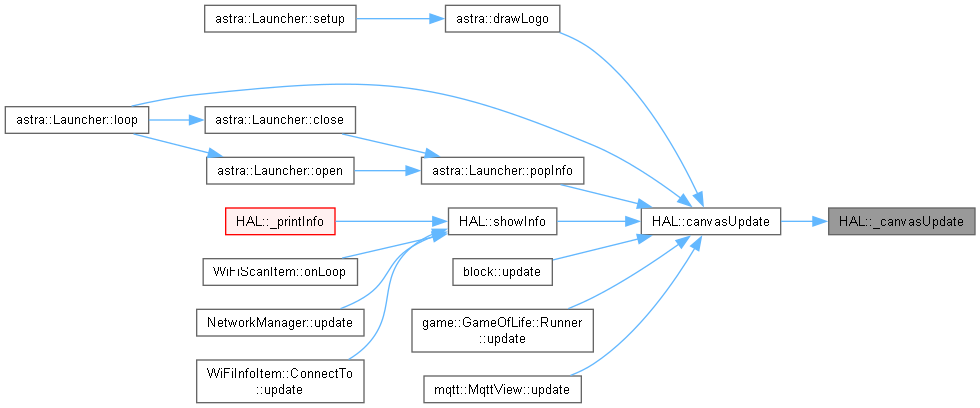 astra::Launcher::setup
astra::drawLogo
astra::Launcher::loop
astra::Launcher::close
astra::Launcher::open
astra::Launcher::popInfo
HAL::_printInfo
HAL::showInfo
HAL::canvasUpdate
HAL::_canvasUpdate
WiFiScanItem::onLoop
block::update
NetworkManager::update
game::GameOfLife::Runner
::update
WiFiInfoItem::ConnectTo
::update
mqtt::MqttView::update